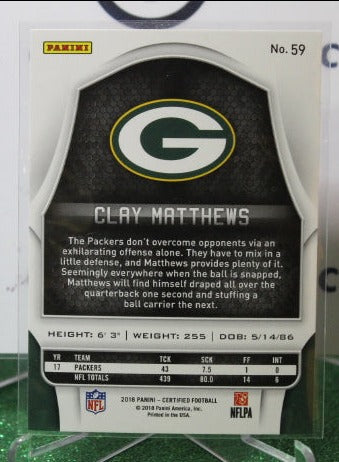 PANINI
No. 59
G
CLAY MATTHEWS
The Packers don't overcome opponents via an
exhilarating offense alone. They have to mix in a
little defense, and Matthews provides plenty of it.
Seemingly everywhere when the ball is snapped,
Matthews will find himself draped all over the
quarterback one second and stuffing a
ball carrier the next.
HEIGHT: 6' 3" | WEIGHT: 255 | DOB: 5/14/86
YR TEAM TCK SCK FF INT
17 PACKERS 43 7.5 1 0
NFL TOTALS 439 80.0 14 6
2018 PANINI – CERTIFIED FOOTBALL
© 2018 Panini America, Inc.
Printed in the USA.
NFL
NFLPA